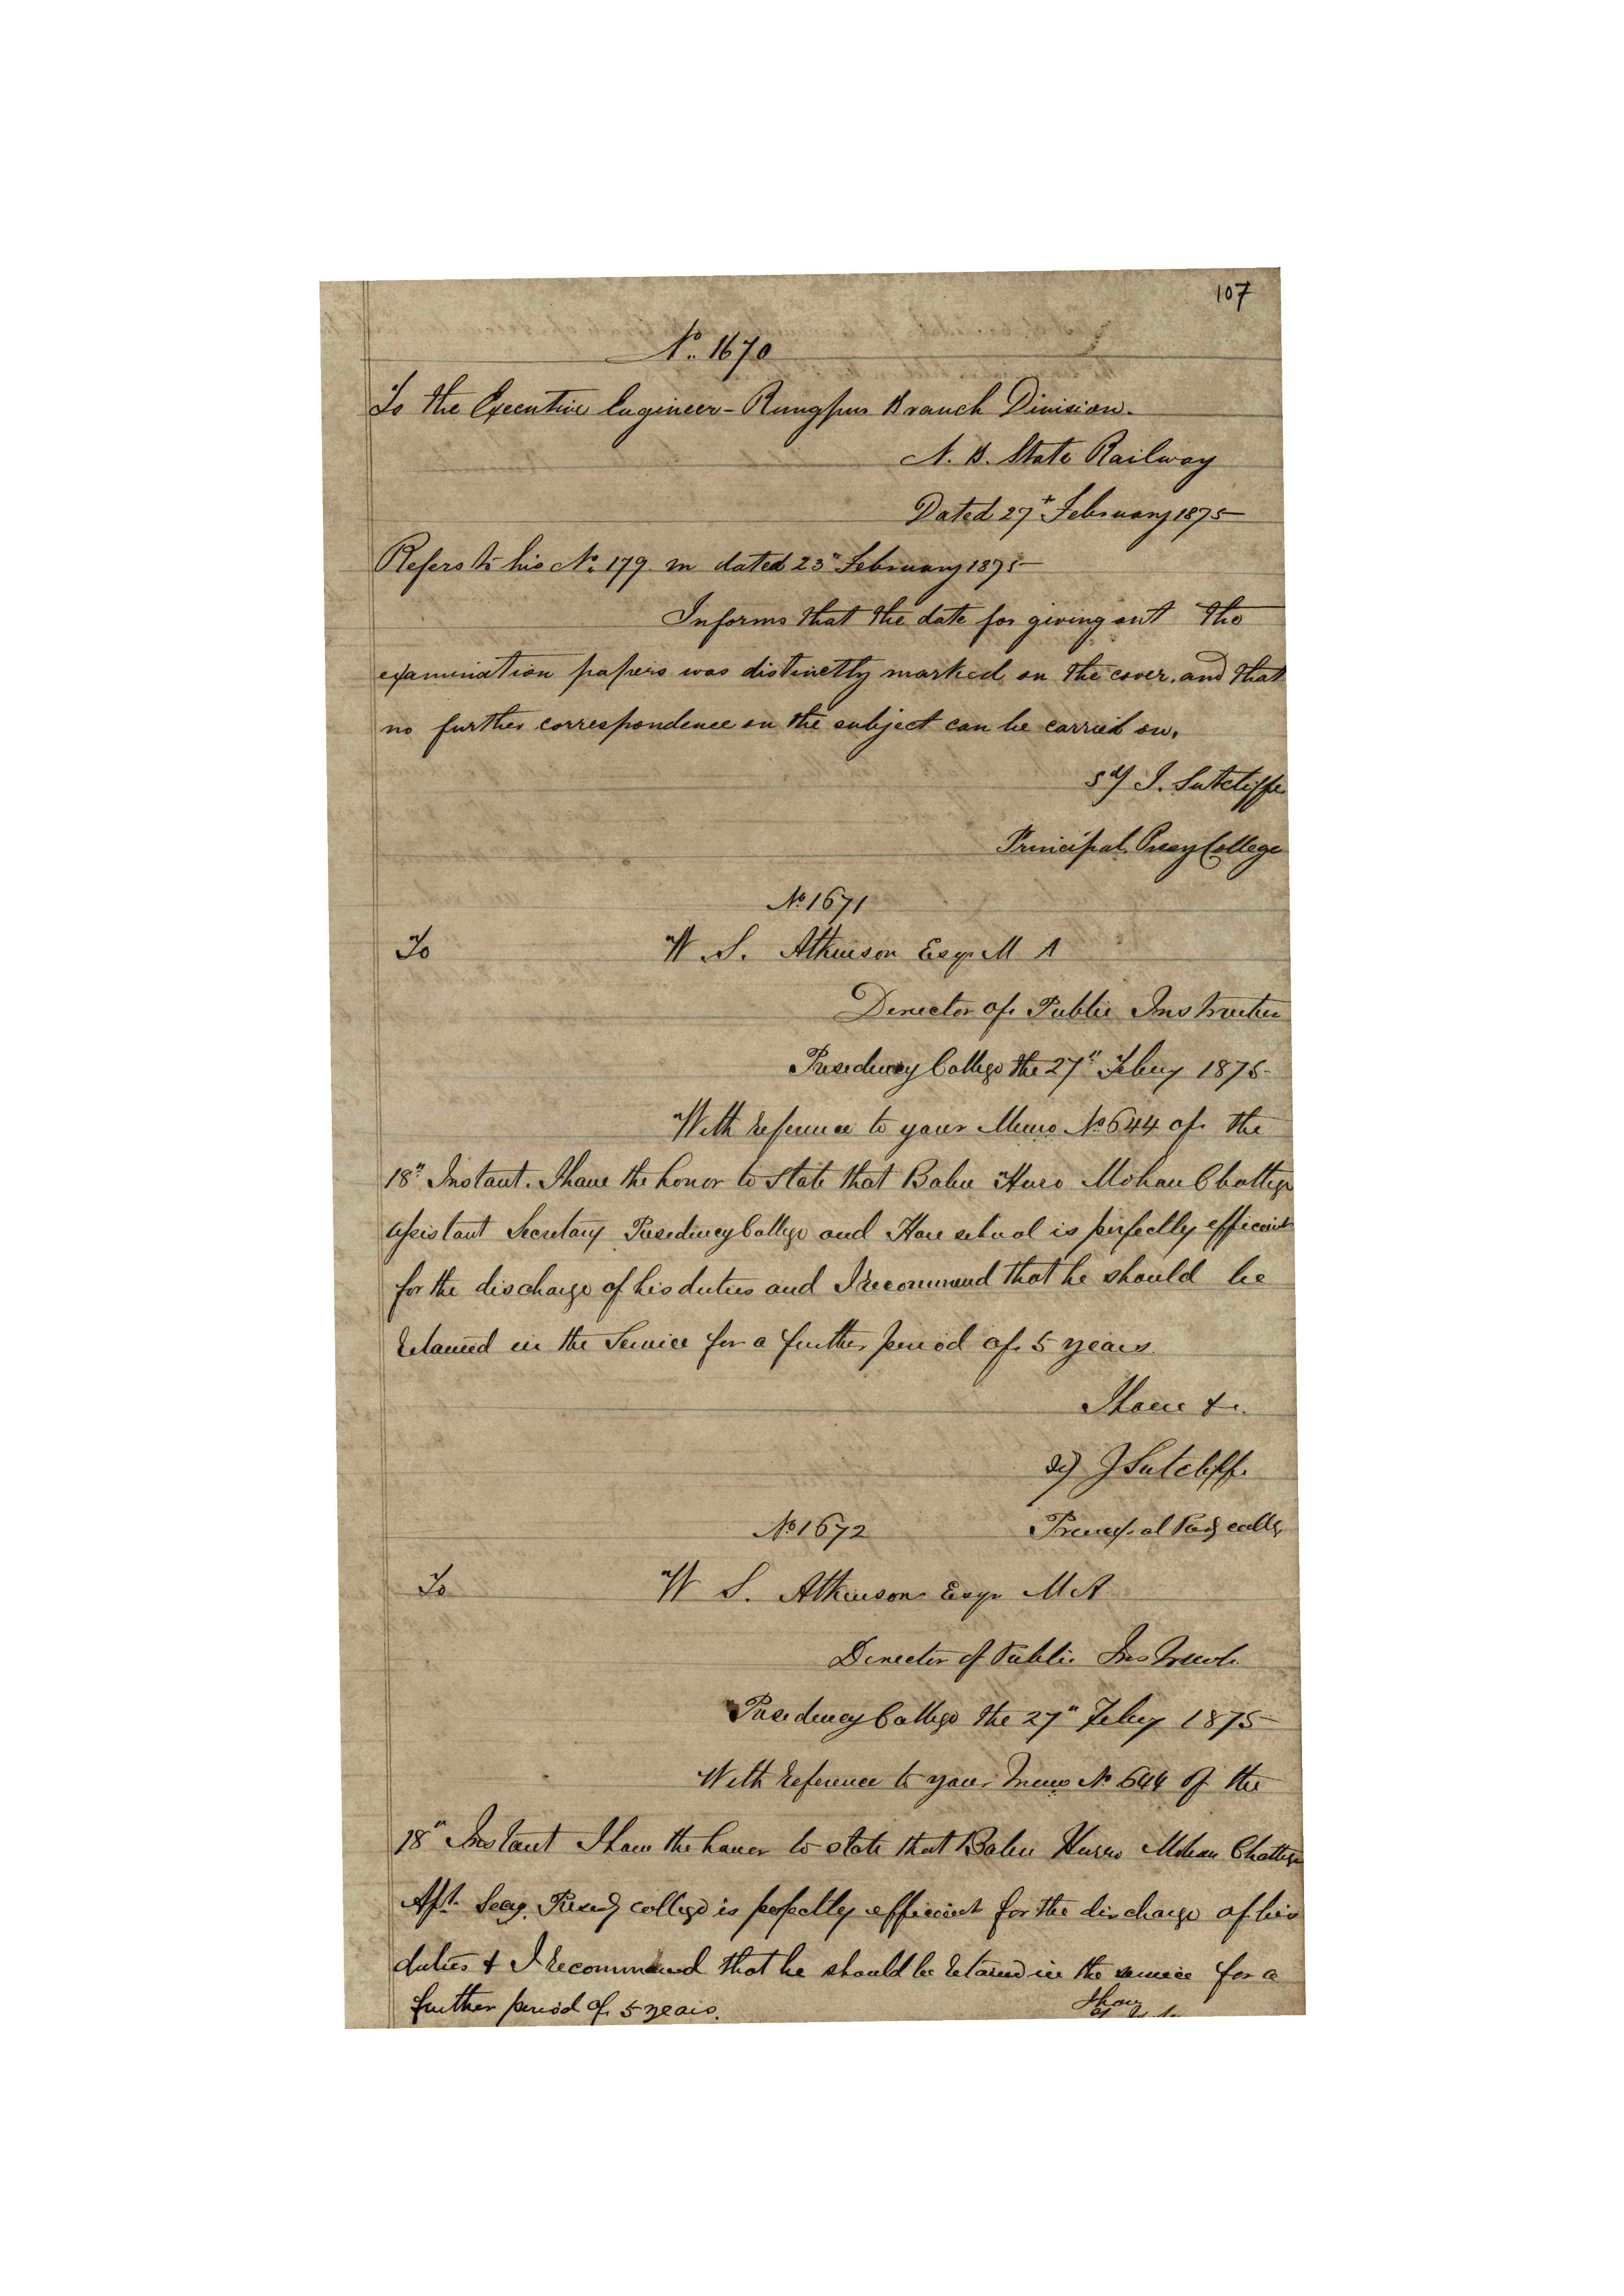 107
No. 1670
To the Executive Engineer - Rungpur Branch Division.
N. B. State Railway
Dated 27th February 1875
Refers to his No. 179 m dated 23rd February 1875
Informs that the date for giving out the
examination papers was distinctly marked on the cover, and that
no further correspondence on the subject can be carried on.
Sd/ J. Sutcliffe
Principal. Presy College
No 1671
To W. S. Atkinson Esqr M A
Director of Public Instruction
Presidency College the 27th Feby 1875
With reference to your Memo No 644 of the
18th Instant. I have the honor to state that Babu Huro Mohan Chatterje
Assistant Secretary Presidency College and Hare school is perfectly efficient
for the discharge of his duties and I recommend that he should be
retained in the Service for a further period of 5 years.
I have &c.
Sd) J Sutcliffe
No 1672 Principal Presy College
To W S. Atkinson Esqr M A
Director of Public Instruct.
Presidency College the 27th Feby 1875
With reference to your Memo No 644 of the
18th Instant I have the honor to state that Babu Hurro Mohan Chatterje
Asst. Secy. Presy college is perfectly efficient for the discharge of his
duties & I recommend that he should be retained in the service for a
further period of 5 years. I have